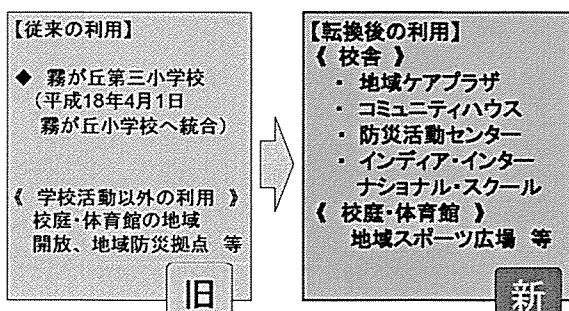 【従来の利用】
◆ 霧が丘第三小学校
(平成18年4月1日
霧が丘小学校へ統合)
《 学校活動以外の利用 》
校庭・体育館の地域
開放、地域防災拠点 等
旧
【転換後の利用】
《 校舎 》
・ 地域ケアプラザ
・ コミュニティハウス
・ 防災活動センター
・ インディア・インター
ナショナル・スクール
《 校庭・体育館 》
地域スポーツ広場 等
新